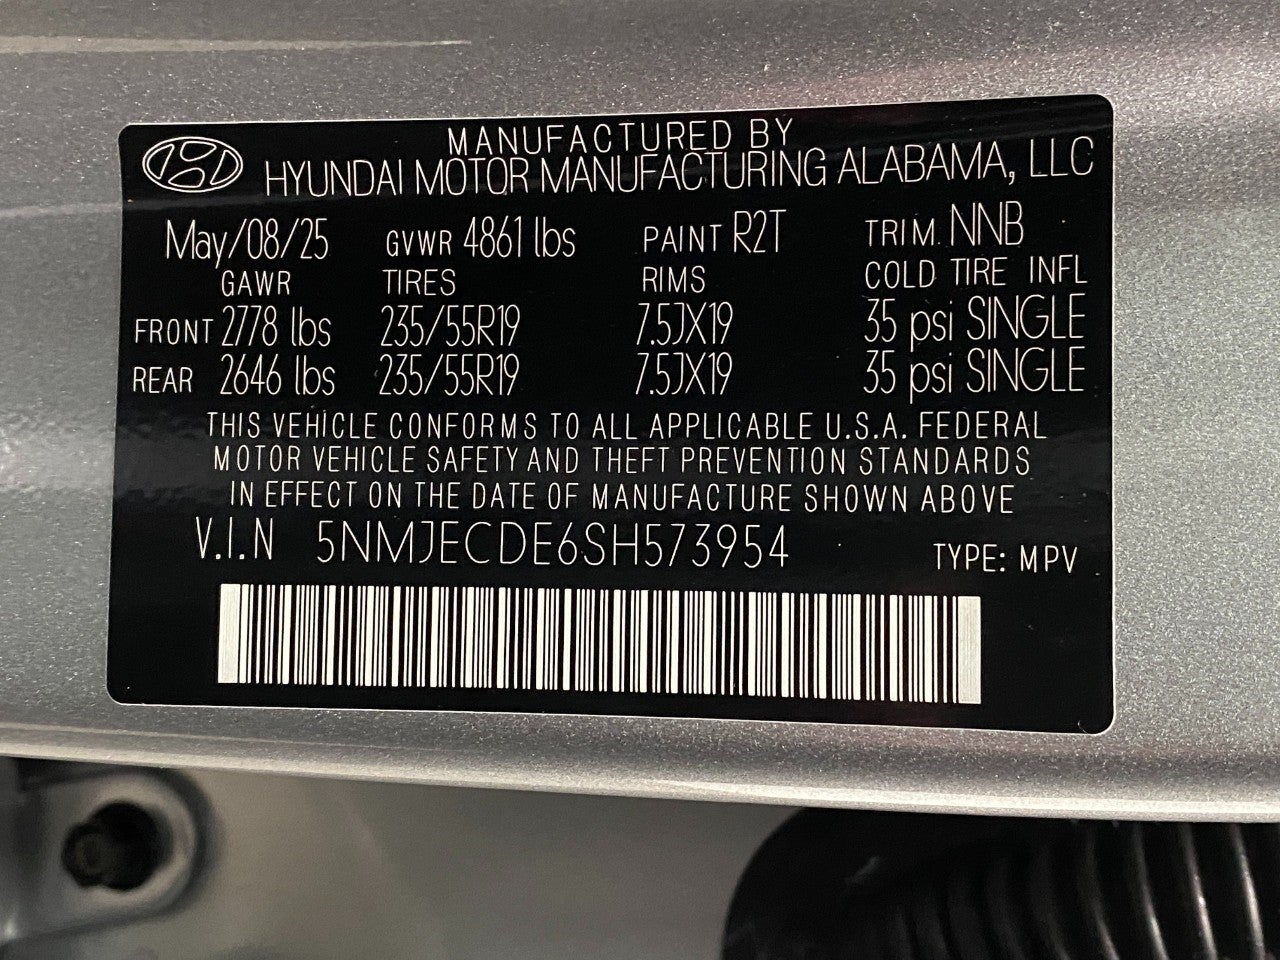 MANUFACTURED BY
HYUNDAI MOTOR MANUFACTURING ALABAMA, LLC
May/08/25 GVWR 4861 lbs PAINT R2T TRIM. NNB
GAWR TIRES RIMS COLD TIRE INFL
FRONT 2778 lbs 235/55R19 7.5JX19 35 psi SINGLE
REAR 2646 lbs 235/55R19 7.5JX19 35 psi SINGLE
THIS VEHICLE CONFORMS TO ALL APPLICABLE U.S.A. FEDERAL
MOTOR VEHICLE SAFETY AND THEFT PREVENTION STANDARDS
IN EFFECT ON THE DATE OF MANUFACTURE SHOWN ABOVE
V.I.N 5NMJECDE6SH573954 TYPE: MPV